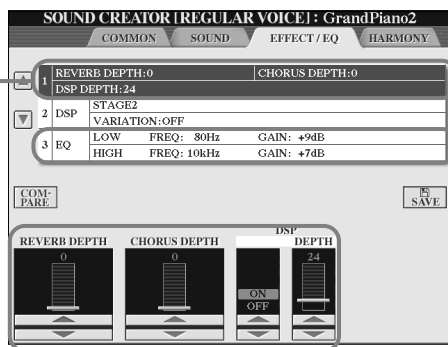 SOUND CREATOR [REGULAR VOICE] : GrandPiano2
COMMON SOUND EFFECT / EQ HARMONY
1 REVERB DEPTH:0 CHORUS DEPTH:0
DSP DEPTH:24
2 DSP STAGE2
VARIATION:OFF
3 EQ LOW FREQ: 80Hz GAIN: +9dB
HIGH FREQ: 10kHz GAIN: +7dB
COM-
PARE
SAVE
DSP
REVERB DEPTH CHORUS DEPTH DEPTH
0 0 24
ON
OFF